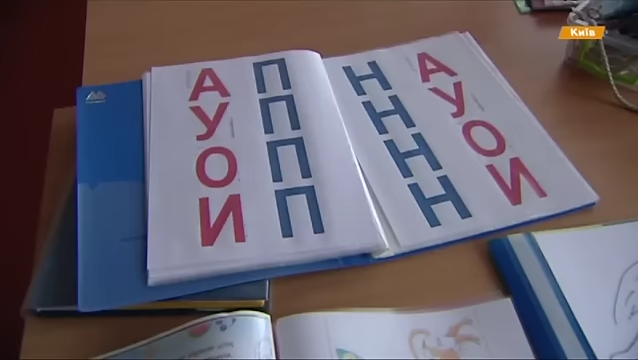 Київ
А П
У П
О П
И П
Н А
Н У
Н О
Н И